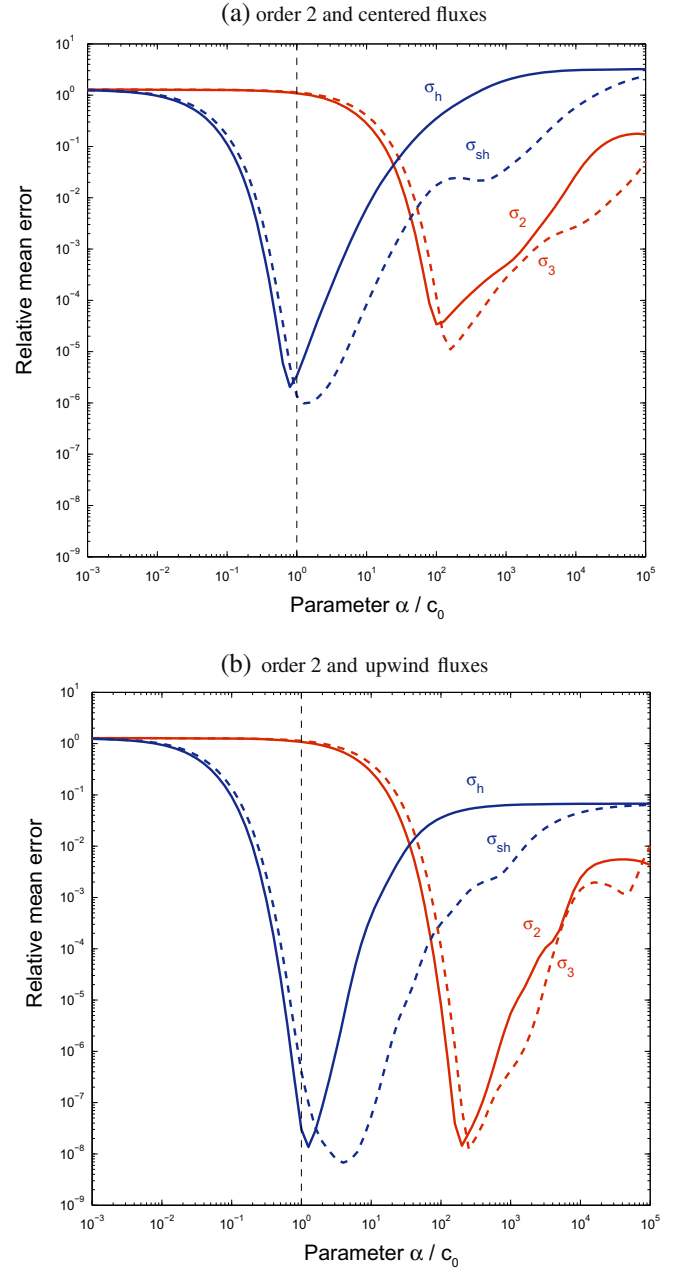 (a) order 2 and centered fluxes
10^1
10^0
10^−1
10^−2
10^−3
10^−4
10^−5
10^−6
10^−7
10^−8
10^−9
Relative mean error
σ_h
σ_sh
σ_2
σ_3
10^−3 10^−2 10^−1 10^0 10^1 10^2 10^3 10^4 10^5
Parameter α / c_0
(b) order 2 and upwind fluxes
10^1
10^0
10^−1
10^−2
10^−3
10^−4
10^−5
10^−6
10^−7
10^−8
10^−9
Relative mean error
σ_h
σ_sh
σ_2
σ_3
10^−3 10^−2 10^−1 10^0 10^1 10^2 10^3 10^4 10^5
Parameter α / c_0